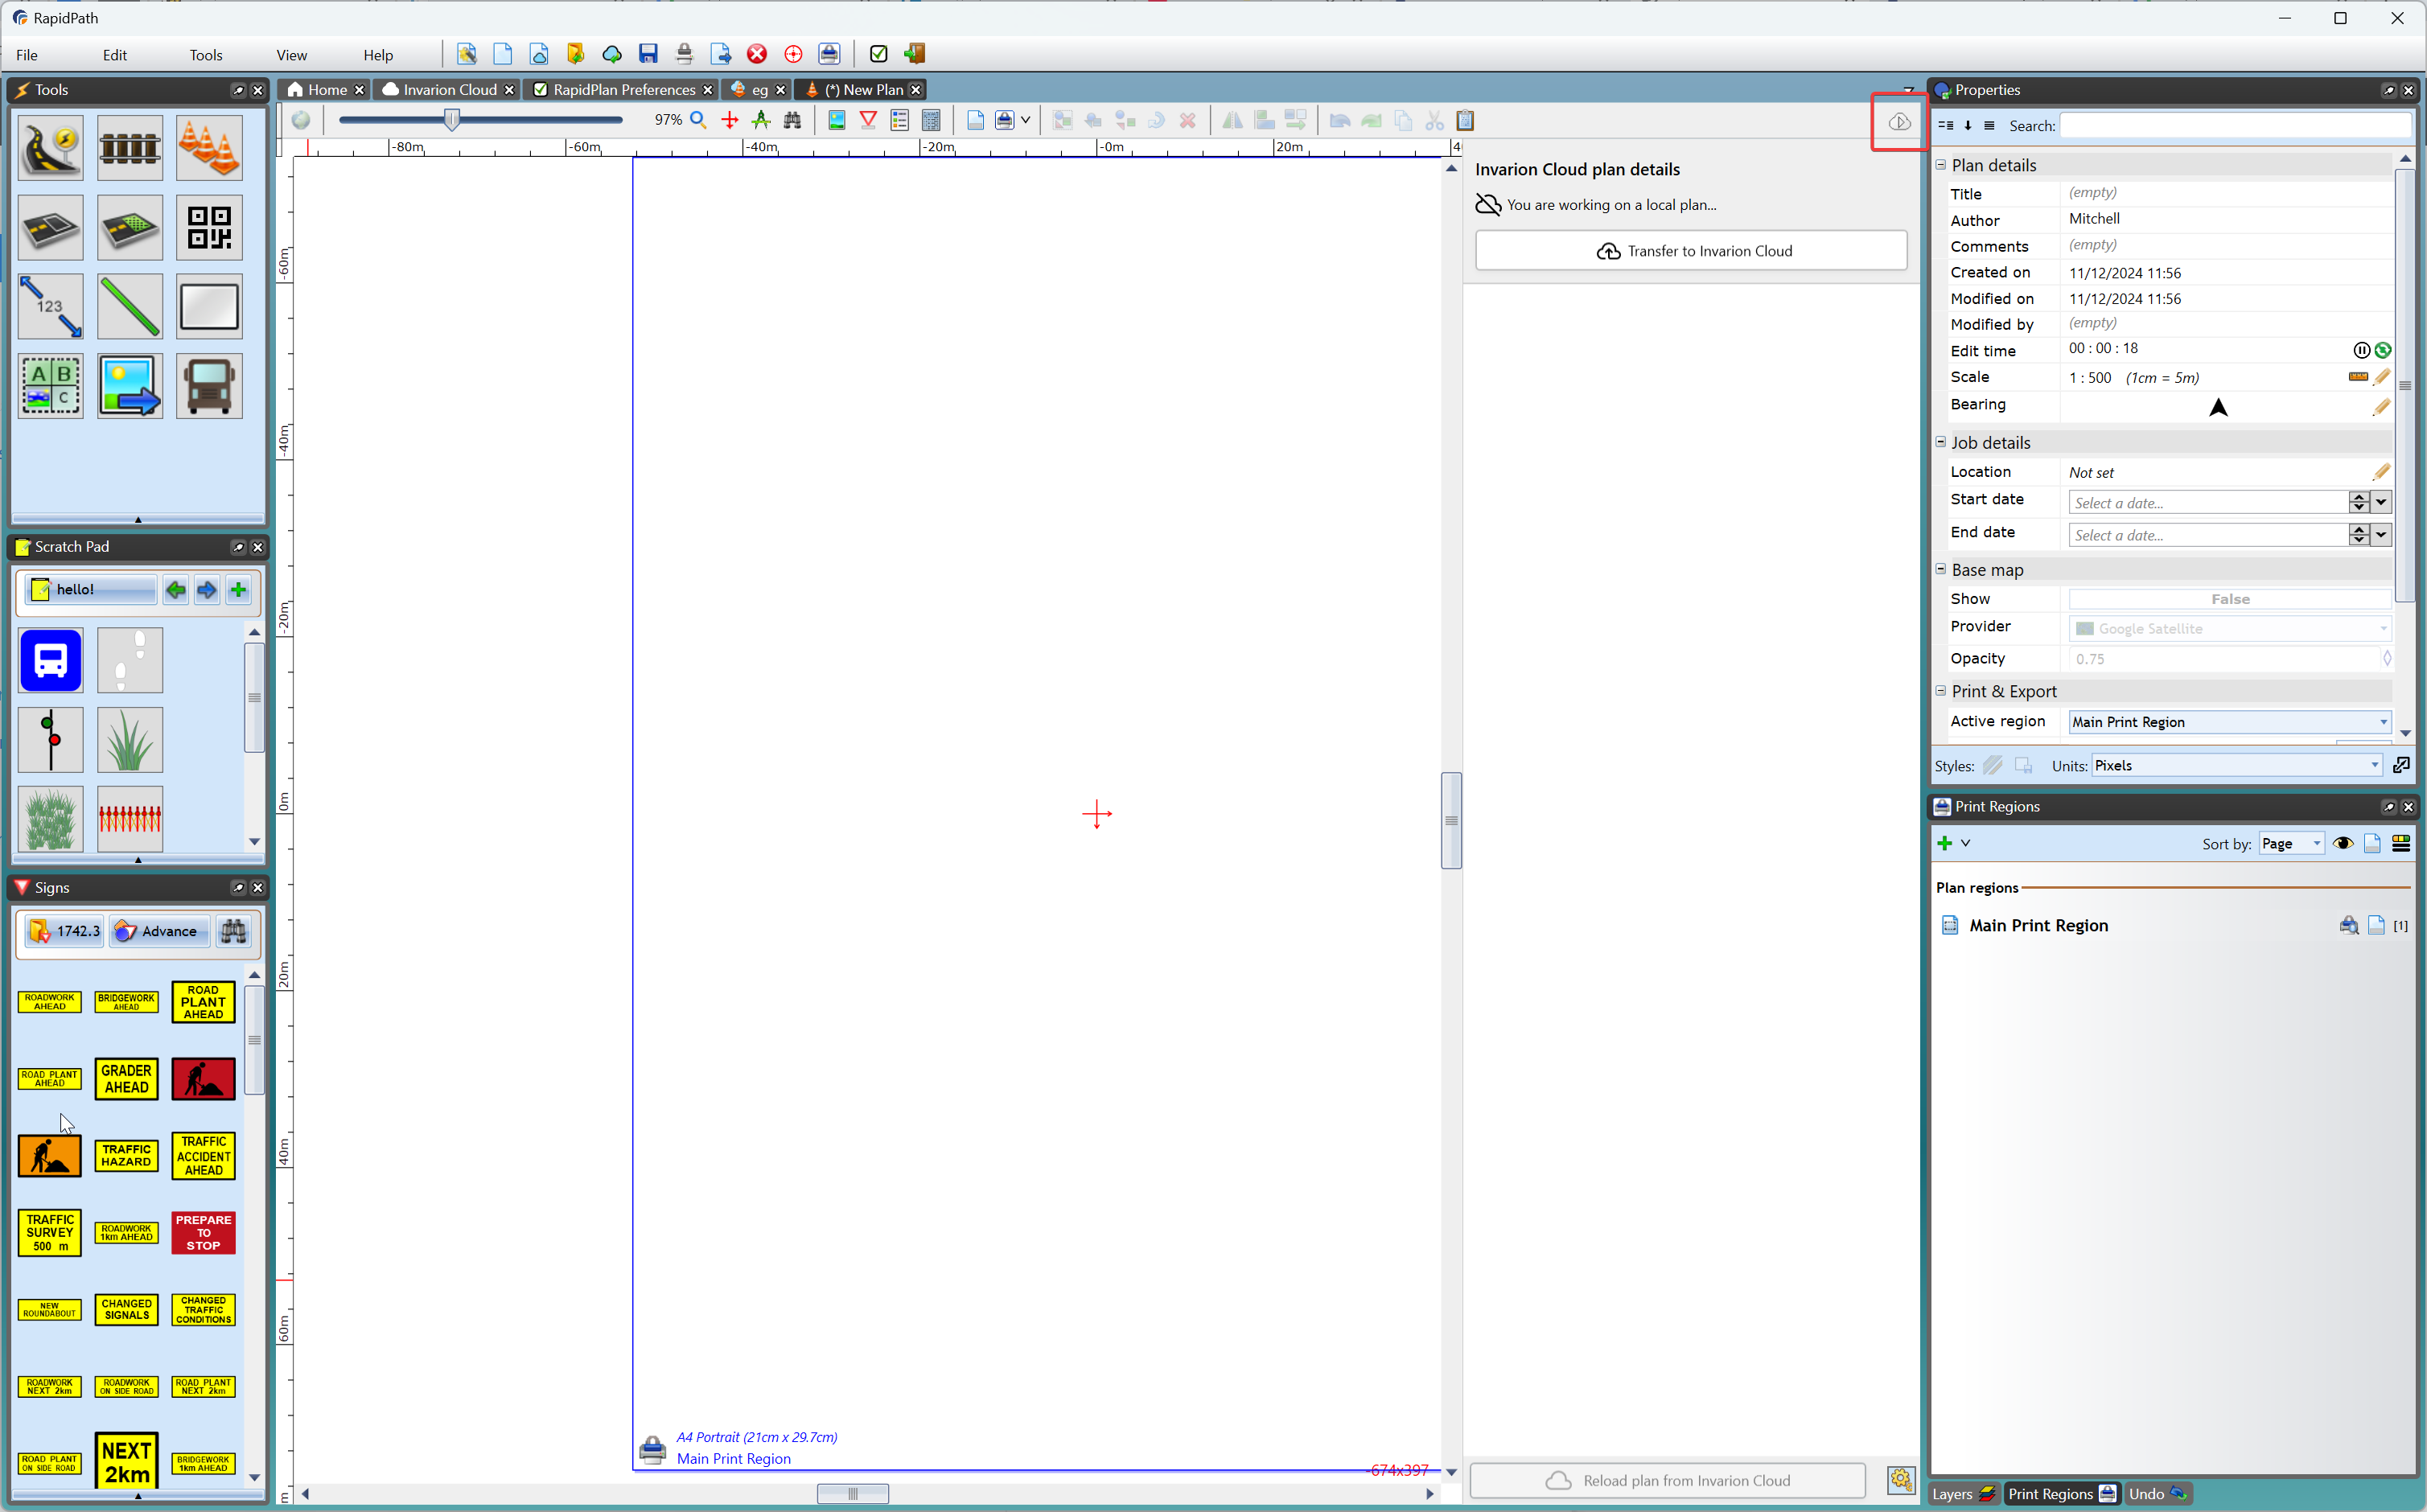 RapidPath
File Edit Tools View Help
Tools
Home Invarion Cloud RapidPlan Preferences eg (*) New Plan
97%
-80m -60m -40m -20m -0m 20m
-60m
-40m
-20m
0m
20m
40m
60m
123
A B
C
Scratch Pad
hello!
Signs
1742.3 Advance
ROADWORK
AHEAD
BRIDGEWORK
AHEAD
ROAD
PLANT
AHEAD
ROAD PLANT
AHEAD
GRADER
AHEAD
TRAFFIC
HAZARD
TRAFFIC
ACCIDENT
AHEAD
TRAFFIC
SURVEY
500 m
ROADWORK
1km AHEAD
PREPARE
TO
STOP
NEW
ROUNDABOUT
CHANGED
SIGNALS
CHANGED
TRAFFIC
CONDITIONS
ROADWORK
NEXT 2km
ROADWORK
ON SIDE ROAD
ROAD PLANT
NEXT 2km
ROAD PLANT
ON SIDE ROAD
NEXT
2km
BRIDGEWORK
1km AHEAD
A4 Portrait (21cm x 29.7cm)
Main Print Region
-674x397
Invarion Cloud plan details
You are working on a local plan...
Transfer to Invarion Cloud
Reload plan from Invarion Cloud
Properties
Search:
Plan details
Title (empty)
Author Mitchell
Comments (empty)
Created on 11/12/2024 11:56
Modified on 11/12/2024 11:56
Modified by (empty)
Edit time 00 : 00 : 18
Scale 1 : 500 (1cm = 5m)
Bearing
Job details
Location Not set
Start date Select a date...
End date Select a date...
Base map
Show False
Provider Google Satellite
Opacity 0.75
Print & Export
Active region Main Print Region
Styles: Units: Pixels
Print Regions
Sort by: Page
Plan regions
Main Print Region [1]
Layers Print Regions Undo